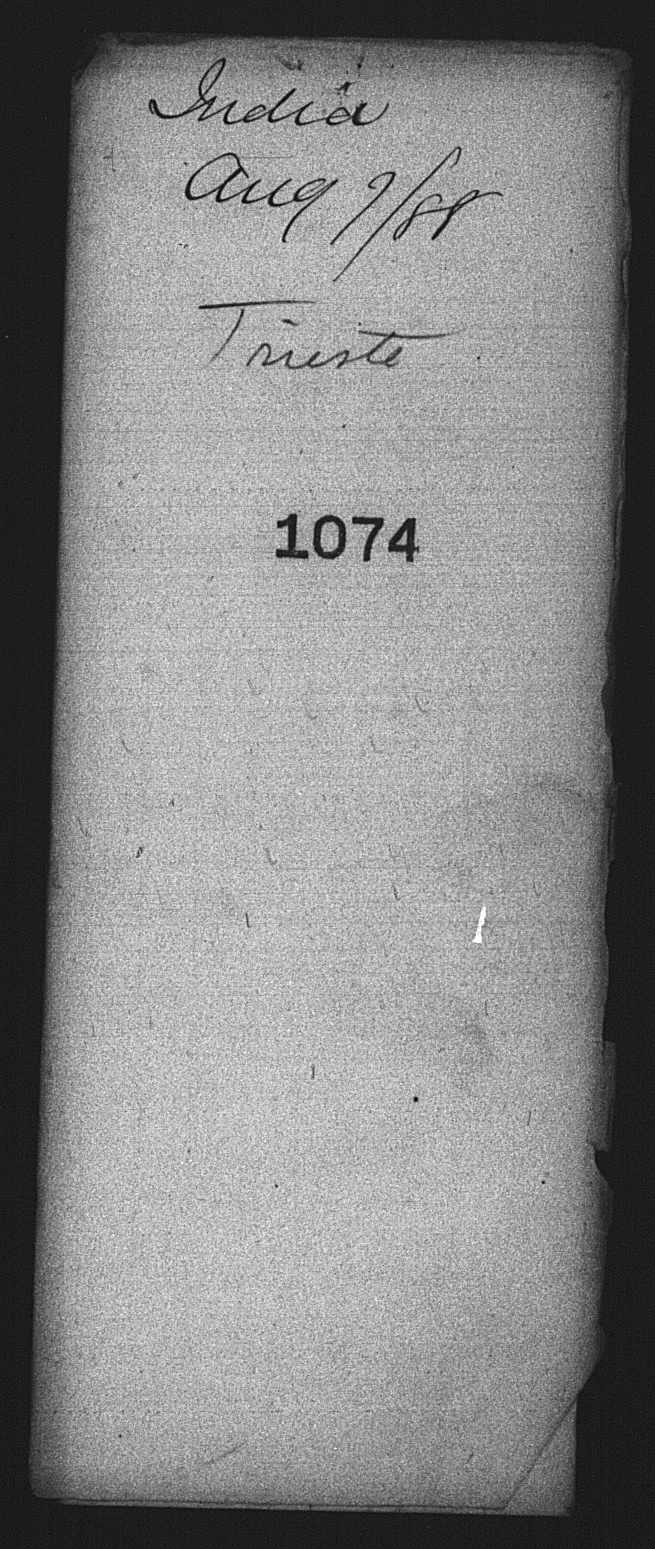 India
Aug 9/88
Trieste
1074